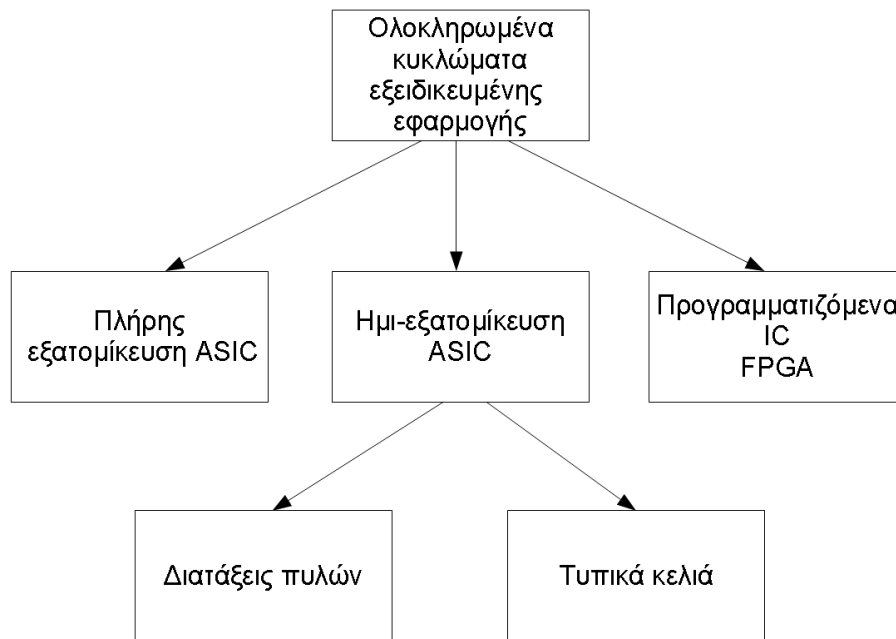 Ολοκληρωμένα
κυκλώματα
εξειδικευμένης
εφαρμογής
Πλήρης
εξατομίκευση ASIC
Ημι-εξατομίκευση
ASIC
Προγραμματιζόμενα
IC
FPGA
Διατάξεις πυλών
Τυπικά κελιά